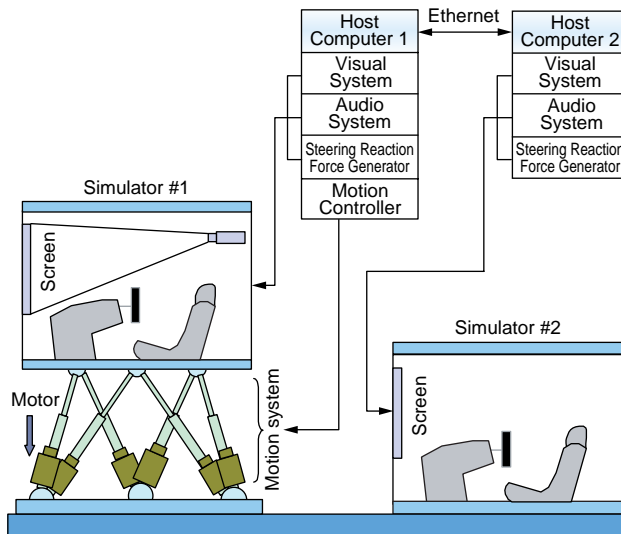 Host
Computer 1
Ethernet
Host
Computer 2
Visual
System
Audio
System
Steering Reaction
Force Generator
Motion
Controller
Visual
System
Audio
System
Steering Reaction
Force Generator
Simulator #1
Screen
Motor
Motion system
Simulator #2
Screen